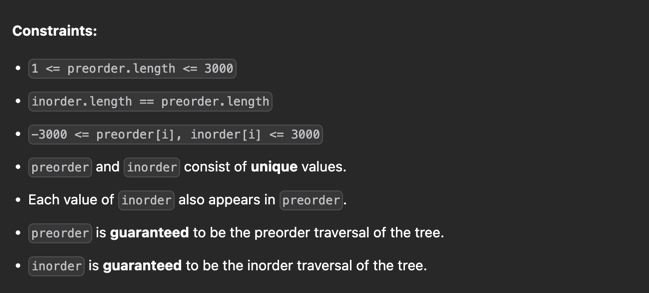 Constraints:
• 1 <= preorder.length <= 3000
• inorder.length == preorder.length
• -3000 <= preorder[i], inorder[i] <= 3000
• preorder and inorder consist of unique values.
• Each value of inorder also appears in preorder.
• preorder is guaranteed to be the preorder traversal of the tree.
• inorder is guaranteed to be the inorder traversal of the tree.